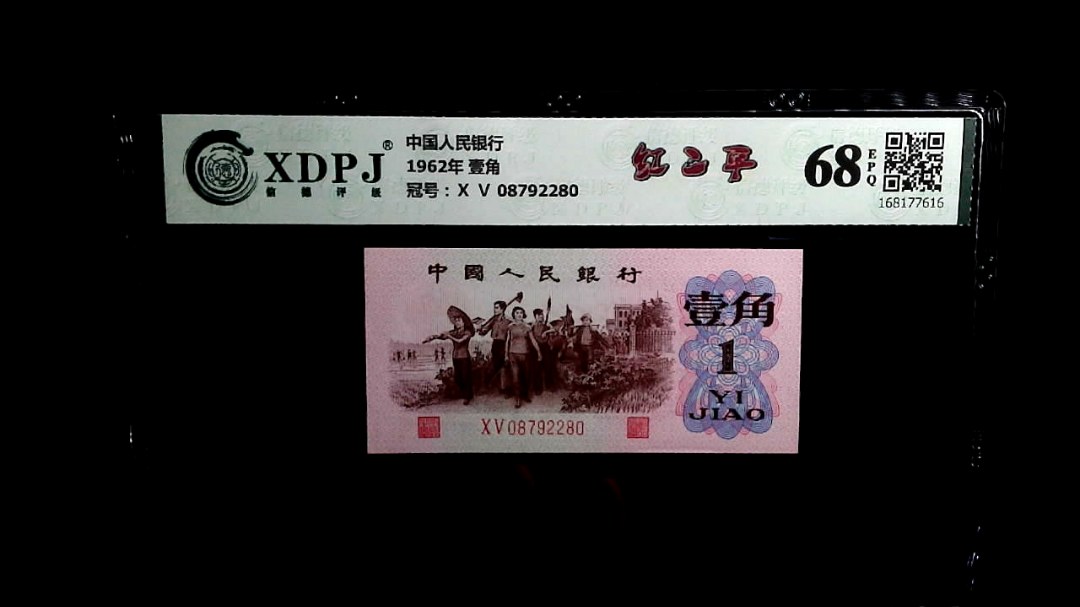 XDPJ®
信德评级
中国人民银行
1962年 壹角
冠号：X V 08792280
红二平
68
EPQ
168177616
中國人民銀行
壹角
1
YI
JIAO
XV08792280